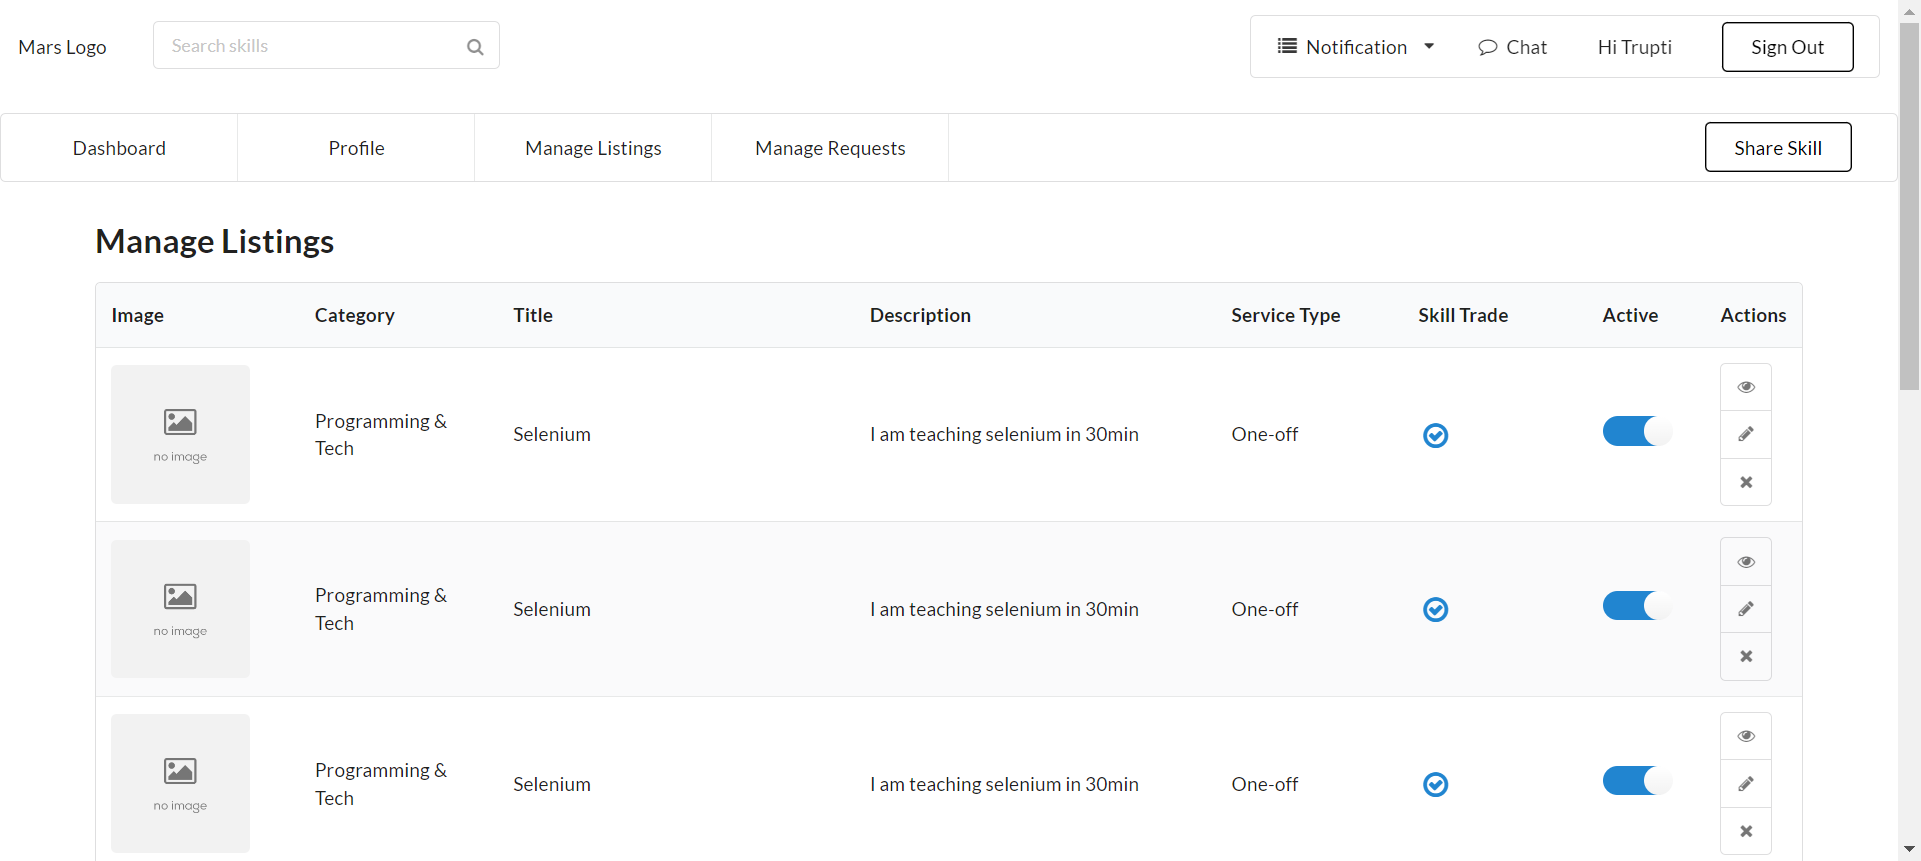 Mars Logo
Search skills
Notification
Chat
Hi Trupti
Sign Out
Dashboard
Profile
Manage Listings
Manage Requests
Share Skill
Manage Listings
Image Category Title Description Service Type Skill Trade Active Actions
no image
Programming &
Tech
Selenium
I am teaching selenium in 30min
One-off
no image
Programming &
Tech
Selenium
I am teaching selenium in 30min
One-off
no image
Programming &
Tech
Selenium
I am teaching selenium in 30min
One-off